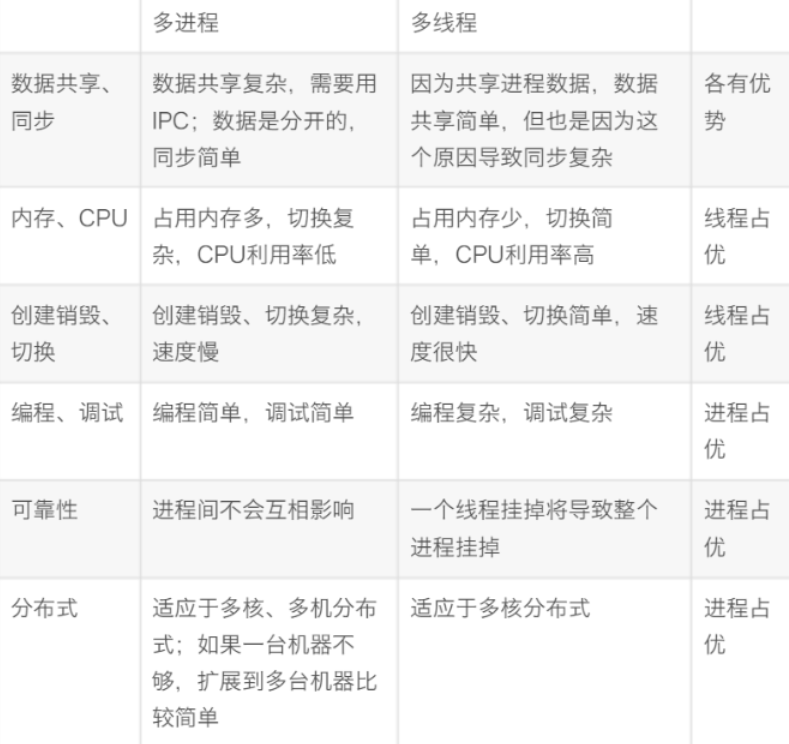 多进程
多线程
数据共享、
同步
数据共享复杂，需要用
IPC；数据是分开的，
同步简单
因为共享进程数据，数据
共享简单，但也是因为这
个原因导致同步复杂
各有优
势
内存、CPU
占用内存多，切换复
杂，CPU利用率低
占用内存少，切换简
单，CPU利用率高
线程占
优
创建销毁、
切换
创建销毁、切换复杂，
速度慢
创建销毁、切换简单，速
度很快
线程占
优
编程、调试
编程简单，调试简单
编程复杂，调试复杂
进程占
优
可靠性
进程间不会互相影响
一个线程挂掉将导致整个
进程挂掉
进程占
优
分布式
适应于多核、多机分布
式；如果一台机器不
够，扩展到多台机器比
较简单
适应于多核分布式
进程占
优